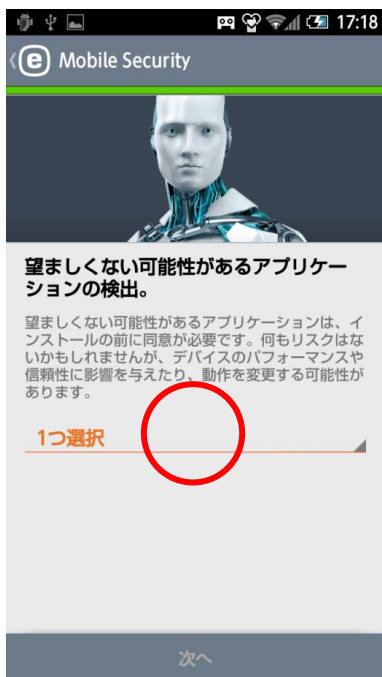 17:18
e Mobile Security
望ましくない可能性があるアプリケー
ションの検出。
望ましくない可能性があるアプリケーションは、イ
ンストールの前に同意が必要です。何もリスクはな
いかもしれませんが、デバイスのパフォーマンスや
信頼性に影響を与えたり、動作を変更する可能性が
あります。
1つ選択
次へ